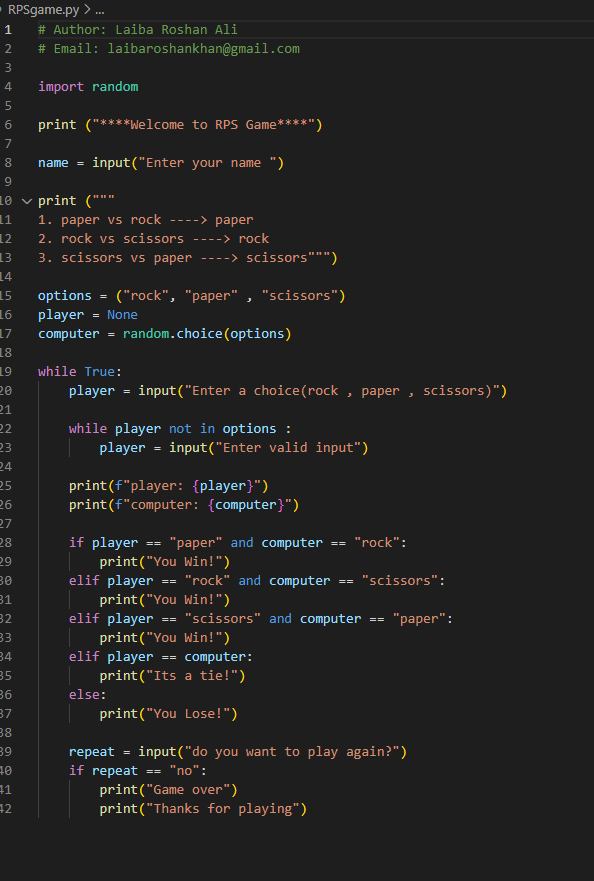 RPSgame.py > ...
1 # Author: Laiba Roshan Ali
2 # Email: laibaroshankhan@gmail.com
3
4 import random
5
6 print ("****Welcome to RPS Game****")
7
8 name = input("Enter your name ")
9
10 print ("""
11 1. paper vs rock ----> paper
12 2. rock vs scissors ----> rock
13 3. scissors vs paper ----> scissors""")
14
15 options = ("rock", "paper" , "scissors")
16 player = None
17 computer = random.choice(options)
18
19 while True:
20     player = input("Enter a choice(rock , paper , scissors)")
21
22     while player not in options :
23         player = input("Enter valid input")
24
25     print(f"player: {player}")
26     print(f"computer: {computer}")
27
28     if player == "paper" and computer == "rock":
29         print("You Win!")
30     elif player == "rock" and computer == "scissors":
31         print("You Win!")
32     elif player == "scissors" and computer == "paper":
33         print("You Win!")
34     elif player == computer:
35         print("Its a tie!")
36     else:
37         print("You Lose!")
38
39     repeat = input("do you want to play again?")
40     if repeat == "no":
41         print("Game over")
42         print("Thanks for playing")